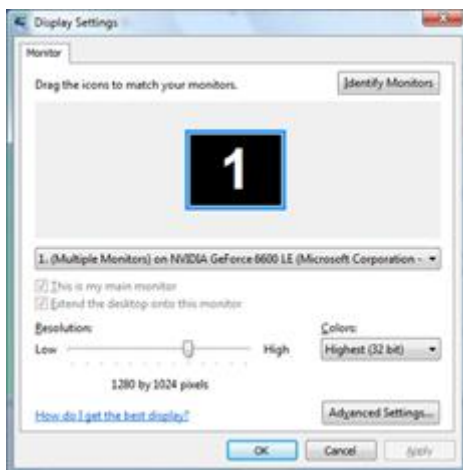 Display Settings
Monitor
Drag the icons to match your monitors.
Identify Monitors
1
1. (Multiple Monitors) on NVIDIA GeForce 6600 LE (Microsoft Corporation -
This is my main monitor
Extend the desktop onto this monitor
Resolution:
Colors:
Low
High
Highest (32 bit)
1280 by 1024 pixels
How do I get the best display?
Advanced Settings...
OK
Cancel
Apply